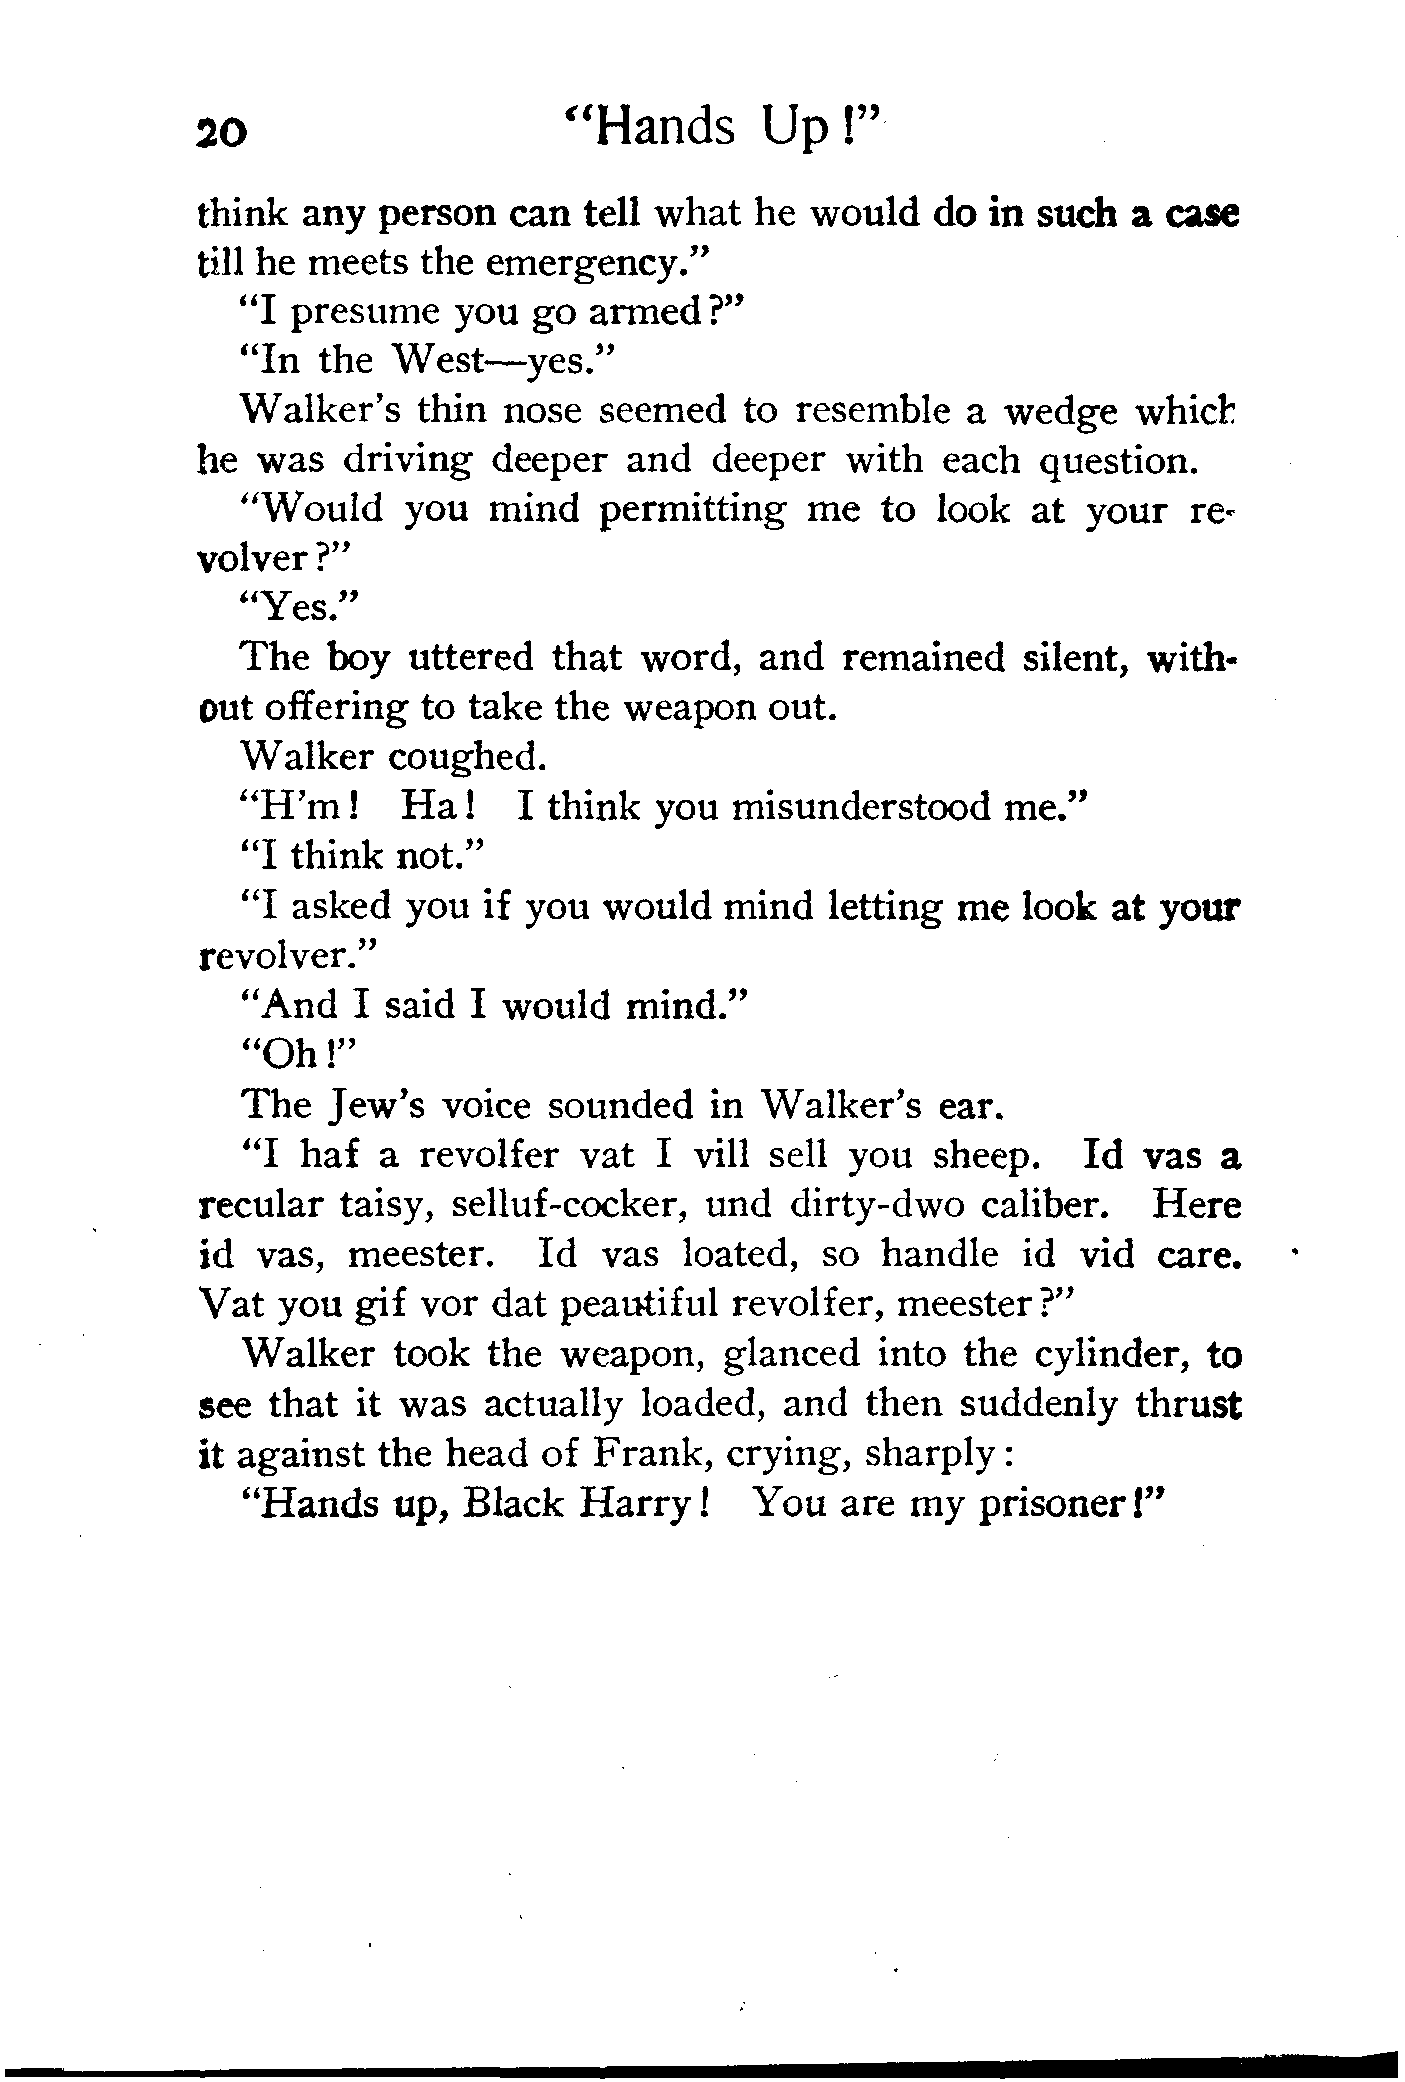 20 "Hands Up!"
think any person can tell what he would do in such a case
till he meets the emergency."
"I presume you go armed?"
"In the West—yes."
Walker's thin nose seemed to resemble a wedge which
he was driving deeper and deeper with each question.
"Would you mind permitting me to look at your re-
volver?"
"Yes."
The boy uttered that word, and remained silent, with-
out offering to take the weapon out.
Walker coughed.
"H'm! Ha! I think you misunderstood me."
"I think not."
"I asked you if you would mind letting me look at your
revolver."
"And I said I would mind."
"Oh!"
The Jew's voice sounded in Walker's ear.
"I haf a revolfer vat I vill sell you sheep. Id vas a
recular taisy, selluf-cocker, und dirty-dwo caliber. Here
id vas, meester. Id vas loated, so handle id vid care.
Vat you gif vor dat peautiful revolfer, meester?"
Walker took the weapon, glanced into the cylinder, to
see that it was actually loaded, and then suddenly thrust
it against the head of Frank, crying, sharply:
"Hands up, Black Harry! You are my prisoner!"